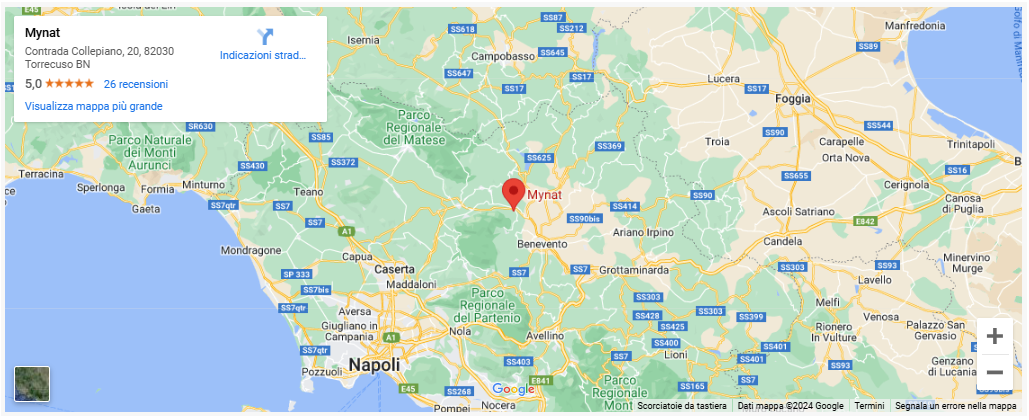 Mynat
Contrada Collepiano, 20, 82030
Torrecuso BN
5,0
26 recensioni
Visualizza mappa più grande
Indicazioni strad...
E45
SS87
SS618
SS212
Manfredonia
Isernia
SS645
SS89
Campobasso
SS647
SS17
Lucera
SS17
SS17
Foggia
Parco
Regionale
del Matese
SR630
SS85
SS90
SS544
Parco Naturale
dei Monti
Aurunci
Troia
Carapelle
Trinitapoli
SS369
Orta Nova
SS625
SS372
SS430
SS16
Terracina
SS655
Sperlonga
Formia
Minturno
Teano
Mynat
SS90
Cerignola
Gaeta
SS7qtr
SS7
SS414
Ascoli Satriano
Canosa
di Puglia
SS7
SS90bis
E842
A1
Ariano Irpino
Mondragone
Benevento
Candela
Capua
Minervino
Murge
Caserta
SS7
SS7
Grottaminarda
SS303
SS93
SP 333
Maddaloni
Lavello
SS7bis
Parco
Regionale
del Partenio
SS303
SS7qtr
Aversa
SS428
SS303
SS399
Melfi
Venosa
Giugliano in
Campania
Nola
SS425
Rionero
In Vulture
Palazzo San
Gervasio
A1
Avellino
SS400
SS401
SS93
SS7qtr
Lioni
SS401
SS7
SS403
Genzano
di Lucania
Pozzuoli
Napoli
E841
Parco
Regionale
Monti
SS165
SS401
E45
SS268
Google
Pompei
Nocera
Scorciatoie da tastiera
Dati mappa ©2024 Google
Termini
Segnala un errore nella mappa